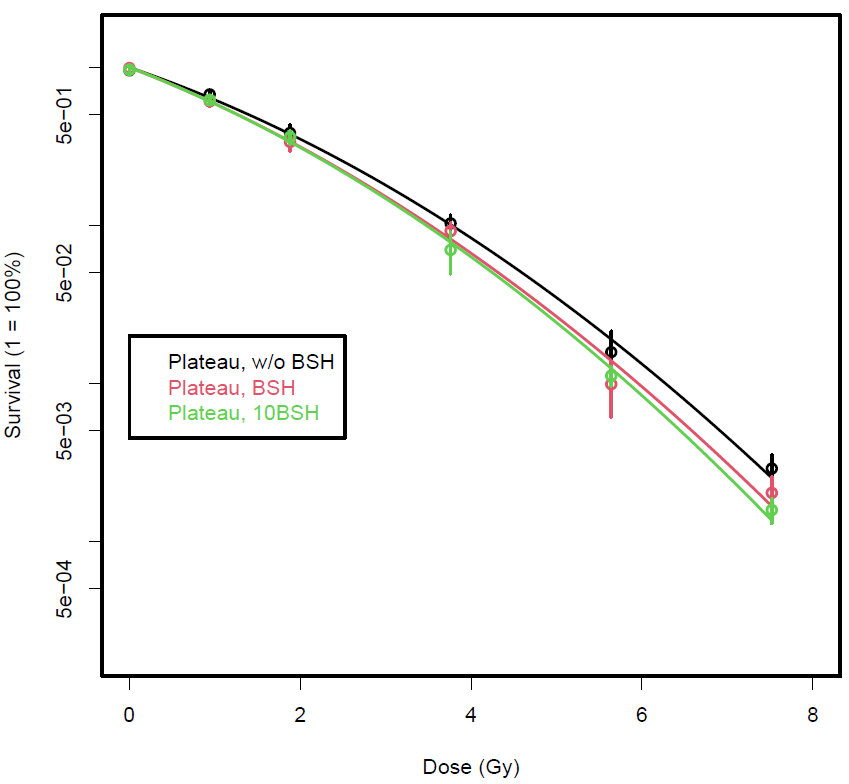 5e−01
5e−02
5e−03
5e−04
Survival (1 = 100%)
Plateau, w/o BSH
Plateau, BSH
Plateau, 10BSH
0 2 4 6 8
Dose (Gy)